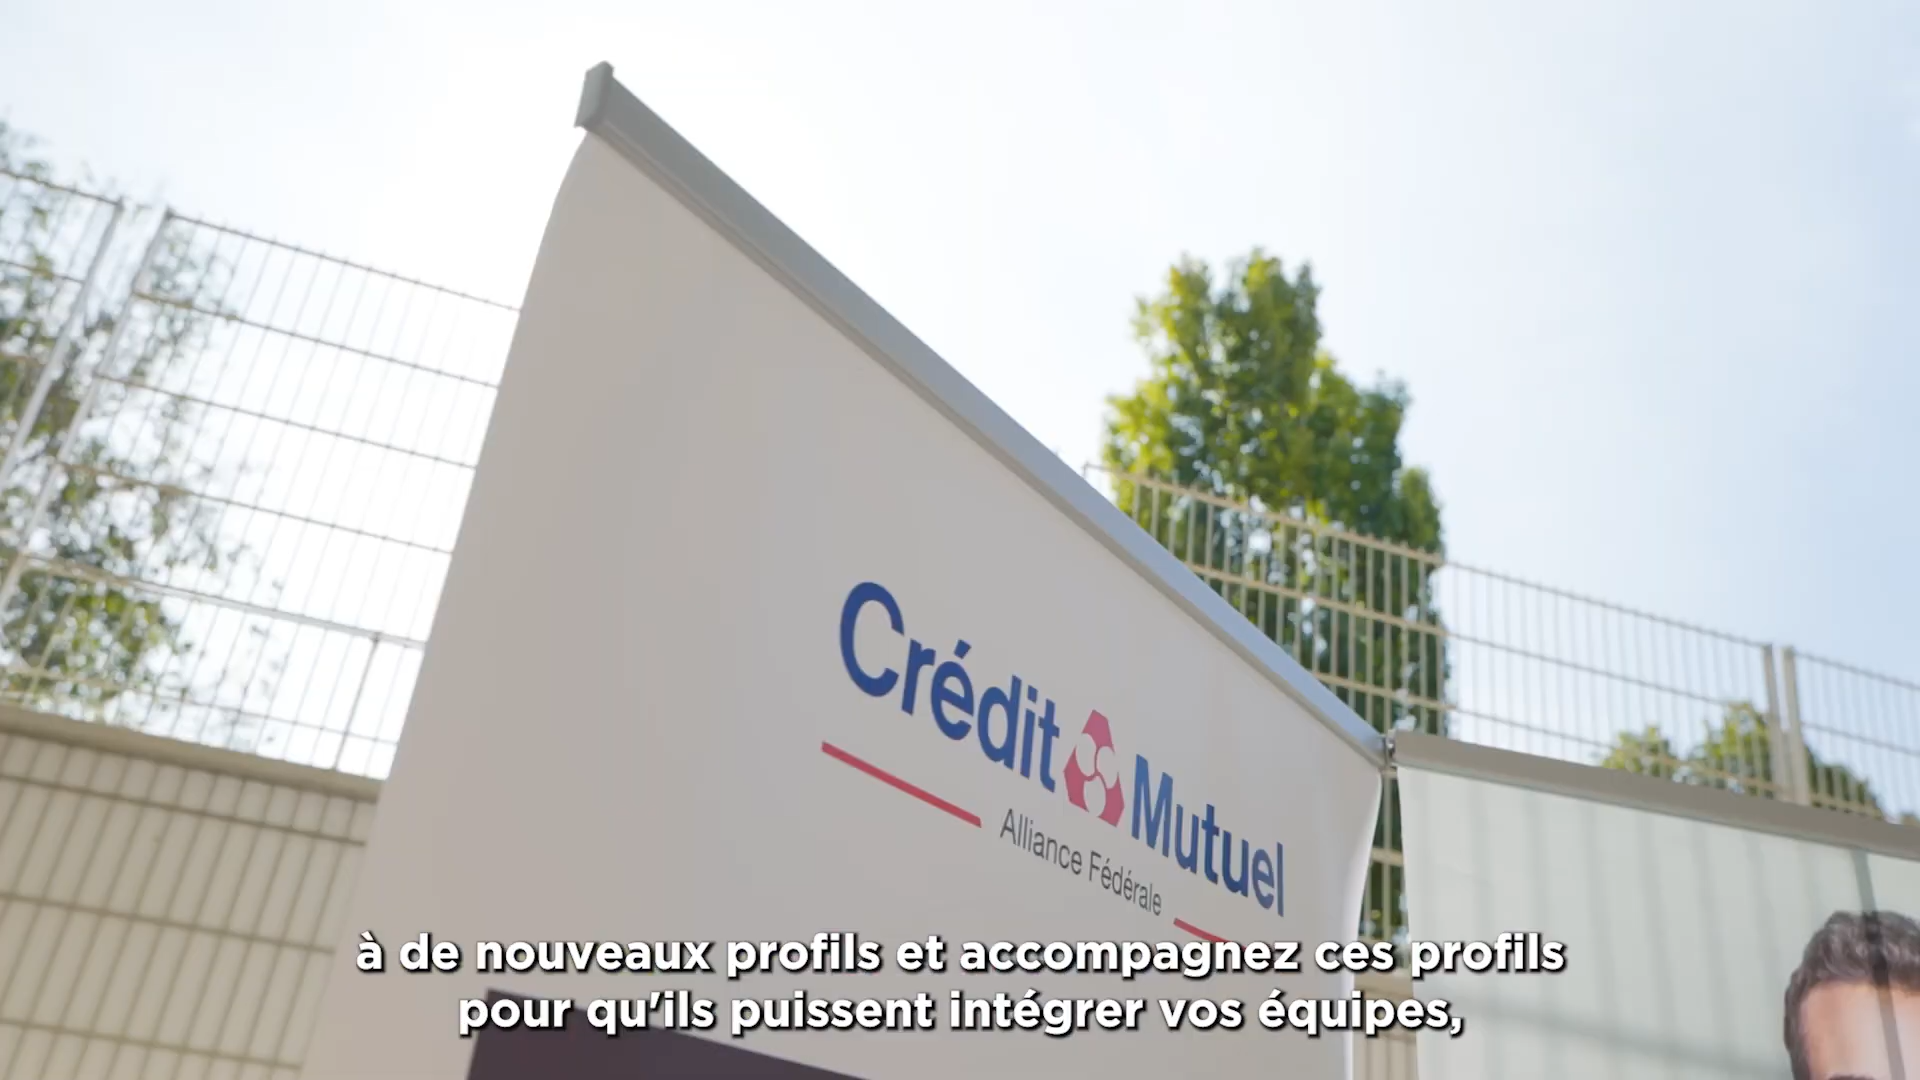 Crédit Mutuel
Alliance Fédérale
à de nouveaux profils et accompagnez ces profils
pour qu'ils puissent intégrer vos équipes,